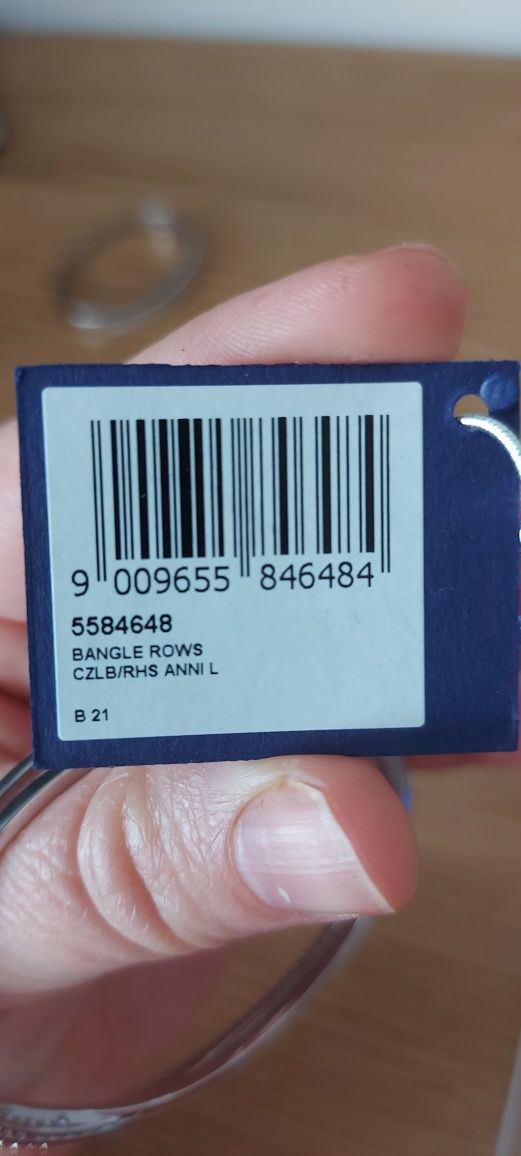 9 009655 846484
5584648
BANGLE ROWS
CZLB/RHS ANNI L
B 21